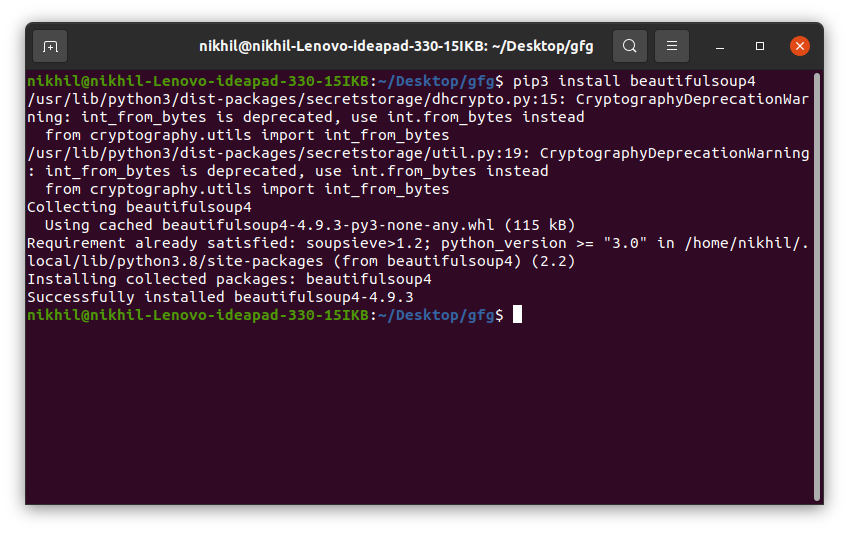 nikhil@nikhil-Lenovo-ideapad-330-15IKB: ~/Desktop/gfg
nikhil@nikhil-Lenovo-ideapad-330-15IKB:~/Desktop/gfg$ pip3 install beautifulsoup4
/usr/lib/python3/dist-packages/secretstorage/dhcrypto.py:15: CryptographyDeprecationWar
ning: int_from_bytes is deprecated, use int.from_bytes instead
  from cryptography.utils import int_from_bytes
/usr/lib/python3/dist-packages/secretstorage/util.py:19: CryptographyDeprecationWarning
: int_from_bytes is deprecated, use int.from_bytes instead
  from cryptography.utils import int_from_bytes
Collecting beautifulsoup4
  Using cached beautifulsoup4-4.9.3-py3-none-any.whl (115 kB)
Requirement already satisfied: soupsieve>1.2; python_version >= "3.0" in /home/nikhil/.
local/lib/python3.8/site-packages (from beautifulsoup4) (2.2)
Installing collected packages: beautifulsoup4
Successfully installed beautifulsoup4-4.9.3
nikhil@nikhil-Lenovo-ideapad-330-15IKB:~/Desktop/gfg$